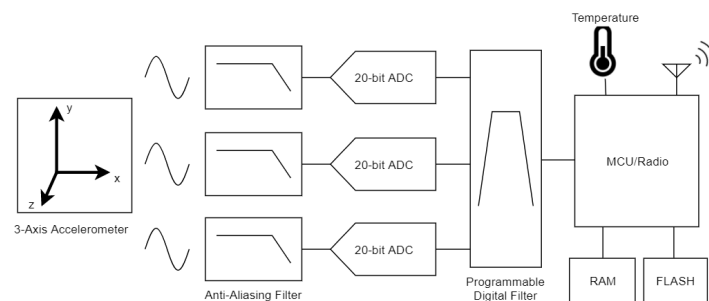 Temperature
20-bit ADC
y
x
z
3-Axis Accelerometer
20-bit ADC
MCU/Radio
20-bit ADC
Anti-Aliasing Filter
Programmable
Digital Filter
RAM
FLASH